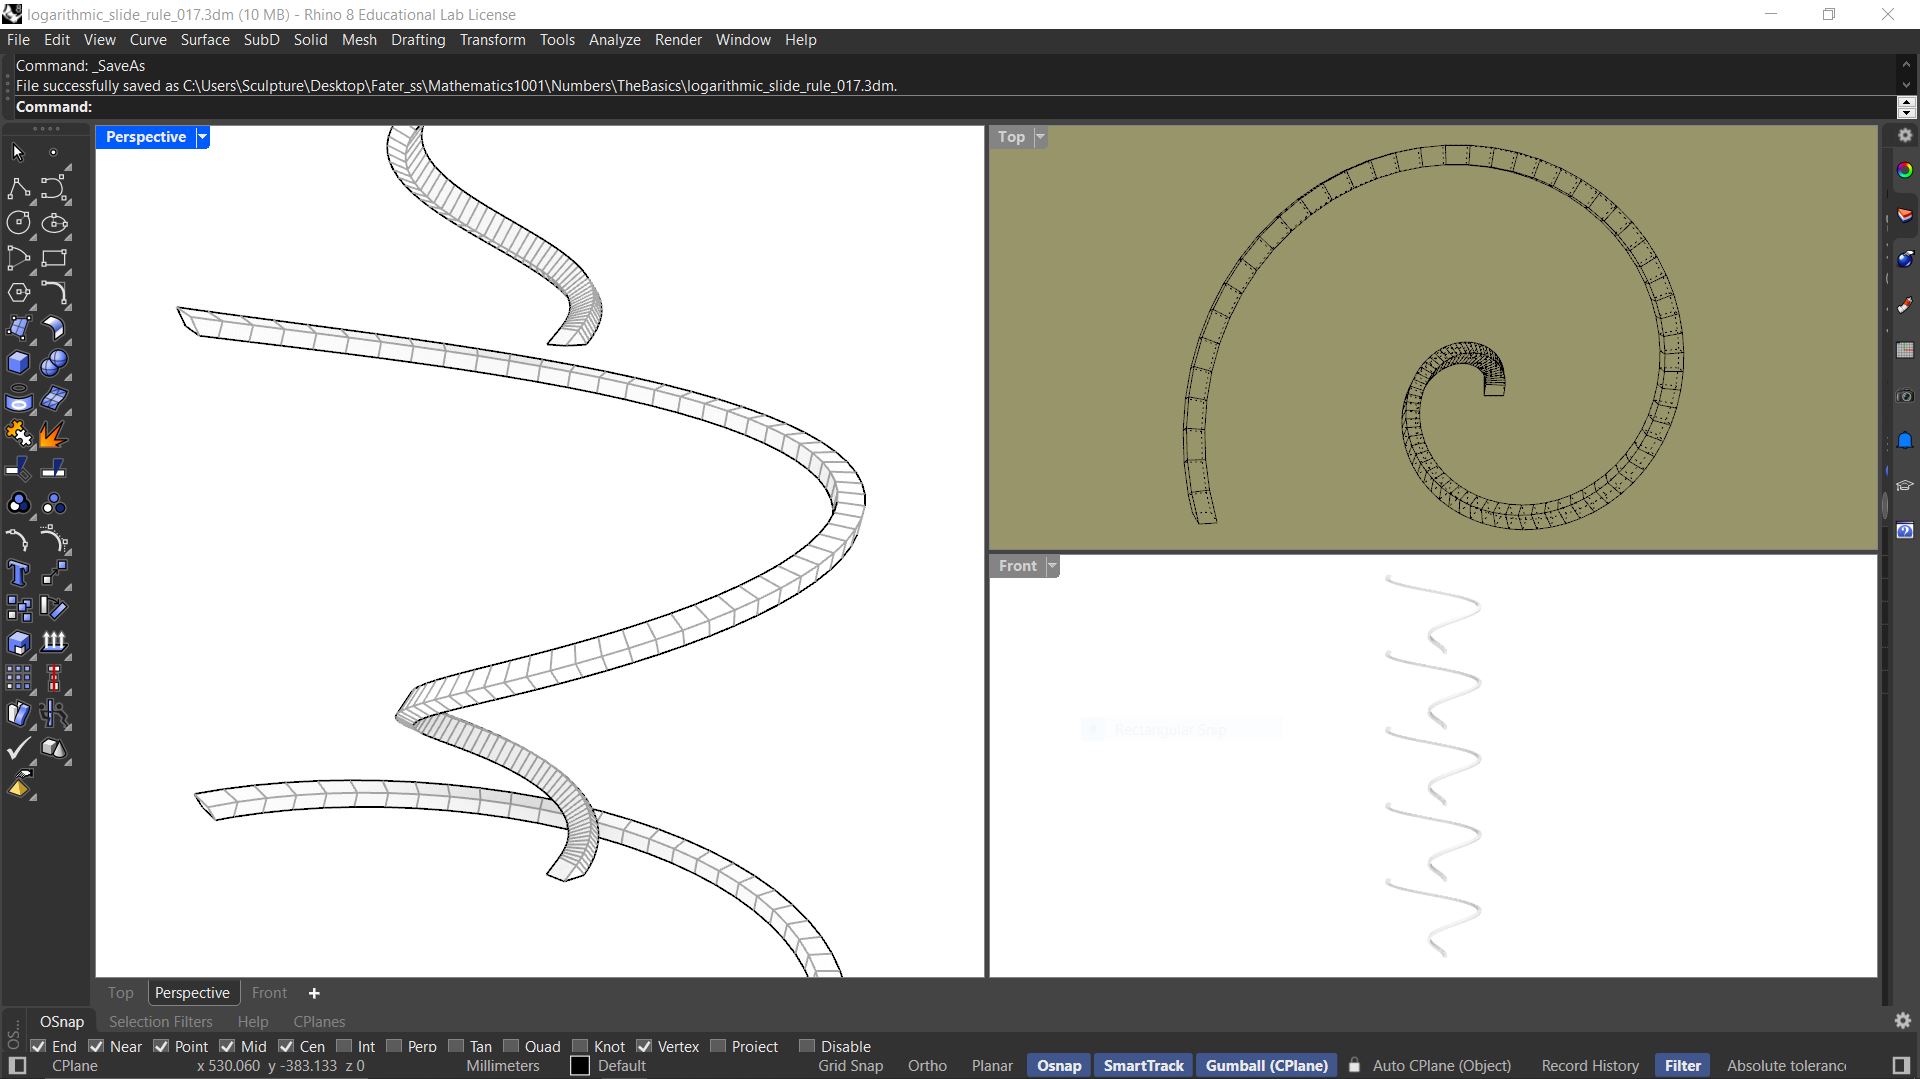 logarithmic_slide_rule_017.3dm (10 MB) - Rhino 8 Educational Lab License
File Edit View Curve Surface SubD Solid Mesh Drafting Transform Tools Analyze Render Window Help
Command: _SaveAs
File successfully saved as C:\Users\Sculpture\Desktop\Fater_ss\Mathematics1001\Numbers\TheBasics\logarithmic_slide_rule_017.3dm.
Command:
Perspective
Top
Front
Rectangular Snip
Top Perspective Front
OSnap Selection Filters Help CPlanes
OS...
End Near Point Mid Cen Int Perp Tan Quad Knot Vertex Project Disable
CPlane x 530.060 y -383.133 z 0 Millimeters Default Grid Snap Ortho Planar Osnap SmartTrack Gumball (CPlane) Auto CPlane (Object) Record History Filter Absolute toleranc